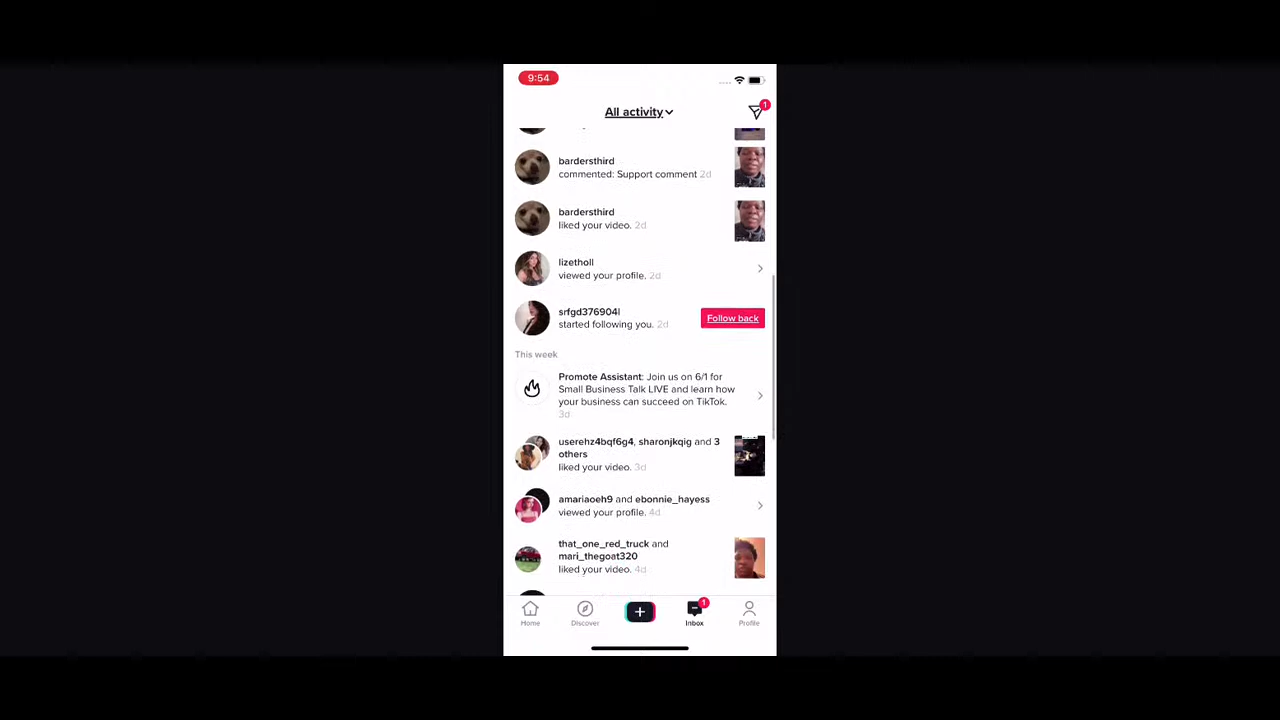 9:54
All activity
1
bardersthird
commented: Support comment 2d
bardersthird
liked your video. 2d
lizetholl
viewed your profile. 2d
srfgd376904l
started following you. 2d
Follow back
This week
Promote Assistant: Join us on 6/1 for
Small Business Talk LIVE and learn how
your business can succeed on TikTok.
3d
userehz4bqf6g4, sharonjkqig and 3
others
liked your video. 3d
amariaoeh9 and ebonnie_hayess
viewed your profile. 4d
that_one_red_truck and
mari_thegoat320
liked your video. 4d
1
Home
Discover
Inbox
Profile